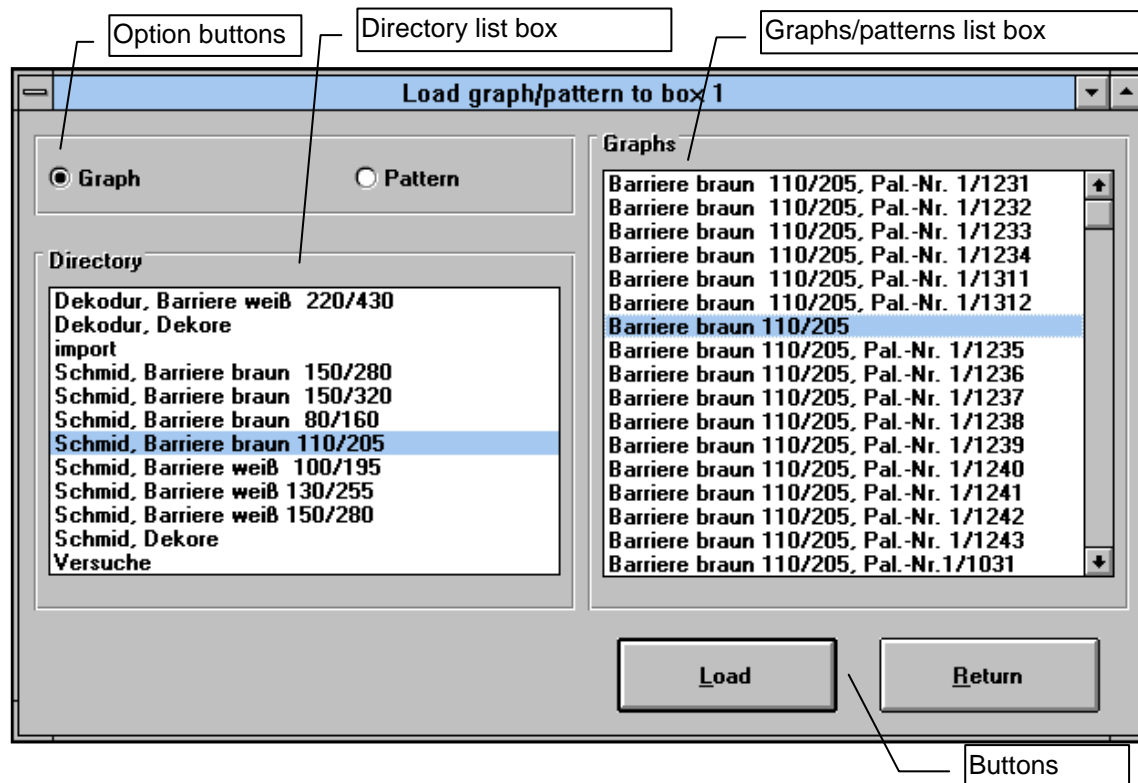 Option buttons
Directory list box
Graphs/patterns list box
Load graph/pattern to box 1
Graph
Pattern
Directory
Dekodur, Barriere weiß  220/430
Dekodur, Dekore
import
Schmid, Barriere braun  150/280
Schmid, Barriere braun  150/320
Schmid, Barriere braun  80/160
Schmid, Barriere braun 110/205
Schmid, Barriere weiß  100/195
Schmid, Barriere weiß 130/255
Schmid, Barriere weiß 150/280
Schmid, Dekore
Versuche
Graphs
Barriere braun  110/205, Pal.-Nr. 1/1231
Barriere braun  110/205, Pal.-Nr. 1/1232
Barriere braun  110/205, Pal.-Nr. 1/1233
Barriere braun  110/205, Pal.-Nr. 1/1234
Barriere braun  110/205, Pal.-Nr. 1/1311
Barriere braun  110/205, Pal.-Nr. 1/1312
Barriere braun 110/205
Barriere braun 110/205, Pal.-Nr. 1/1235
Barriere braun 110/205, Pal.-Nr. 1/1236
Barriere braun 110/205, Pal.-Nr. 1/1237
Barriere braun 110/205, Pal.-Nr. 1/1238
Barriere braun 110/205, Pal.-Nr. 1/1239
Barriere braun 110/205, Pal.-Nr. 1/1240
Barriere braun 110/205, Pal.-Nr. 1/1241
Barriere braun 110/205, Pal.-Nr. 1/1242
Barriere braun 110/205, Pal.-Nr. 1/1243
Barriere braun 110/205, Pal.-Nr.1/1031
Load
Return
Buttons